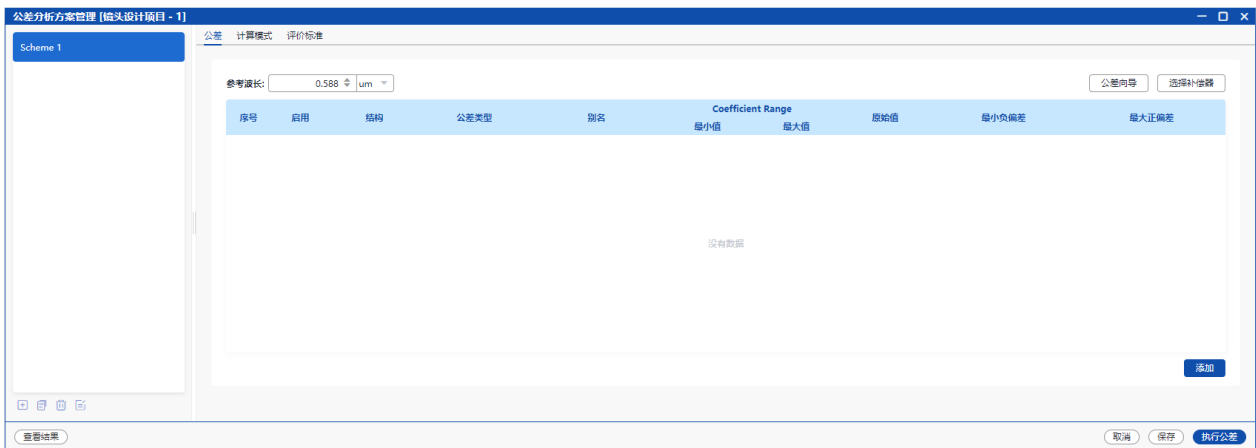 公差分析方案管理 [镜头设计项目 - 1]
Scheme 1
公差 计算模式 评价标准
参考波长: 0.588 um
公差向导 选择补偿器
序号 启用 结构 公差类型 别名 Coefficient Range 原始值 最小负偏差 最大正偏差
最小值 最大值
没有数据
添加
查看结果
取消 保存 执行公差